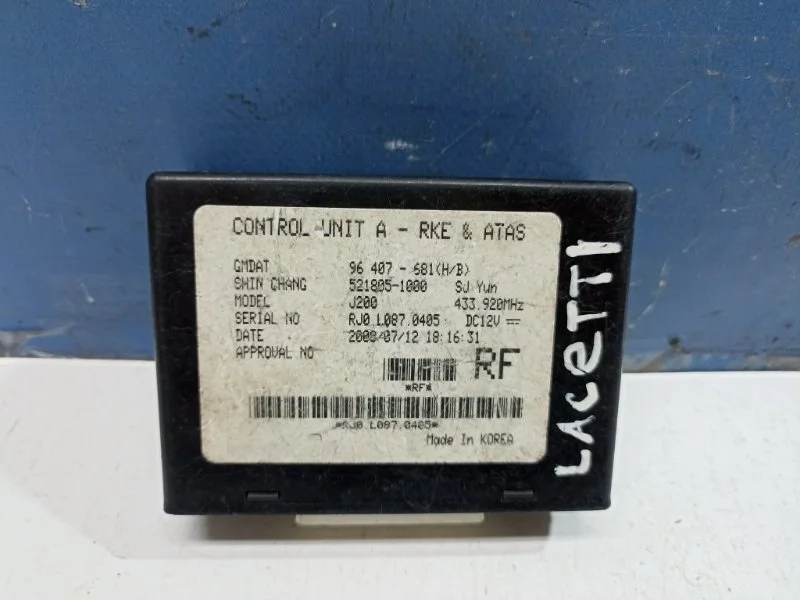 CONTROL UNIT A - RKE & ATAS
GMDAT 96 407 - 681(H/B)
SHIN CHANG 521805-1000 SJ Yun
MODEL J200 433.920MHz
SERIAL NO RJ0 L087.0405 DC12V
DATE 2008/07/12 18:16:31
APPROVAL NO
RF
*RF*
*RJ0 L087.0405*
Made In KOREA
LACETTI